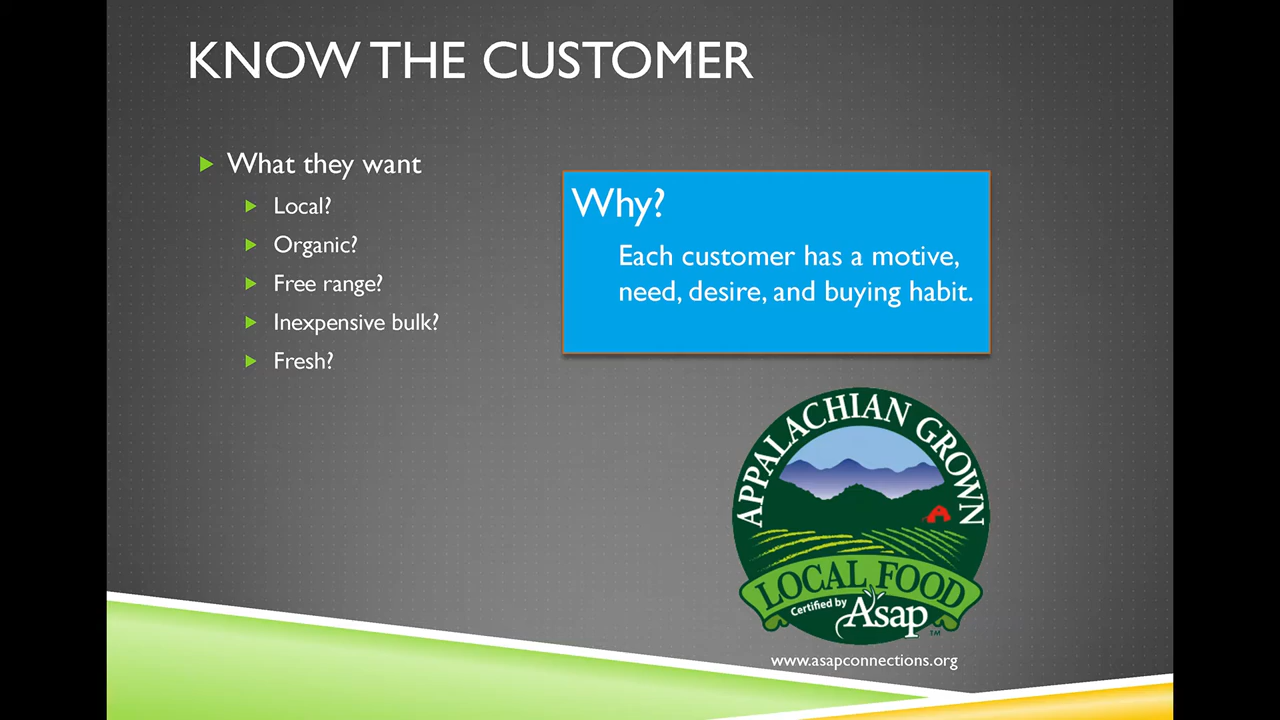 KNOW THE CUSTOMER
What they want
Local?
Organic?
Free range?
Inexpensive bulk?
Fresh?
Why?
Each customer has a motive,
need, desire, and buying habit.
APPALACHIAN GROWN
LOCAL FOOD
Certified by Asap™
www.asapconnections.org